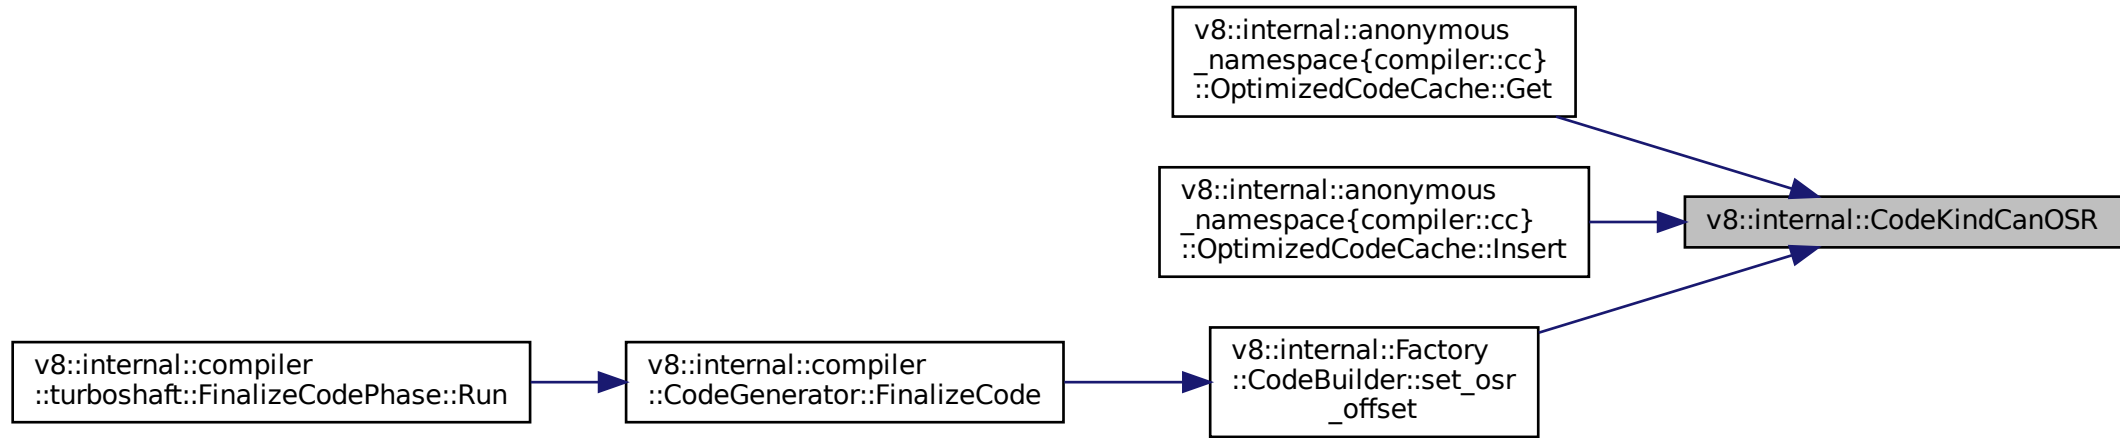 v8::internal::anonymous
_namespace{compiler::cc}
::OptimizedCodeCache::Get
v8::internal::anonymous
_namespace{compiler::cc}
::OptimizedCodeCache::Insert
v8::internal::CodeKindCanOSR
v8::internal::compiler
::turboshaft::FinalizeCodePhase::Run
v8::internal::compiler
::CodeGenerator::FinalizeCode
v8::internal::Factory
::CodeBuilder::set_osr
_offset